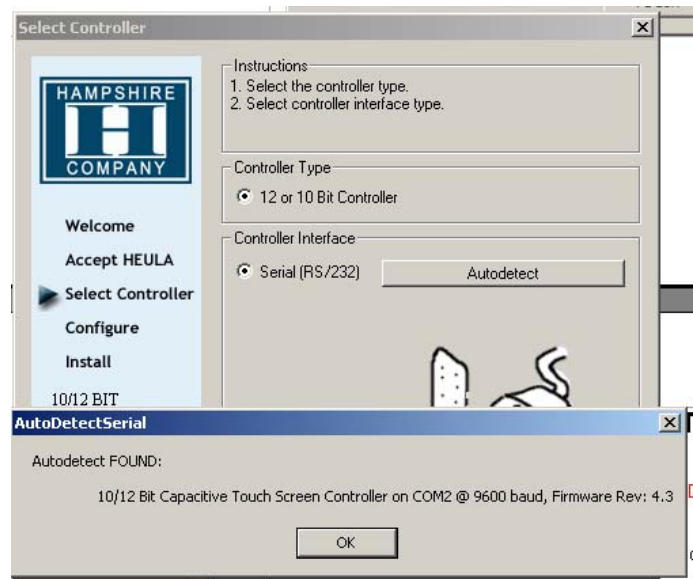 Select Controller
HAMPSHIRE
H
COMPANY
Welcome
Accept HEULA
Select Controller
Configure
Install
10/12 BIT
Instructions
1. Select the controller type.
2. Select controller interface type.
Controller Type
12 or 10 Bit Controller
Controller Interface
Serial (RS/232)
Autodetect
AutoDetectSerial
Autodetect FOUND:
10/12 Bit Capacitive Touch Screen Controller on COM2 @ 9600 baud, Firmware Rev: 4.3
OK